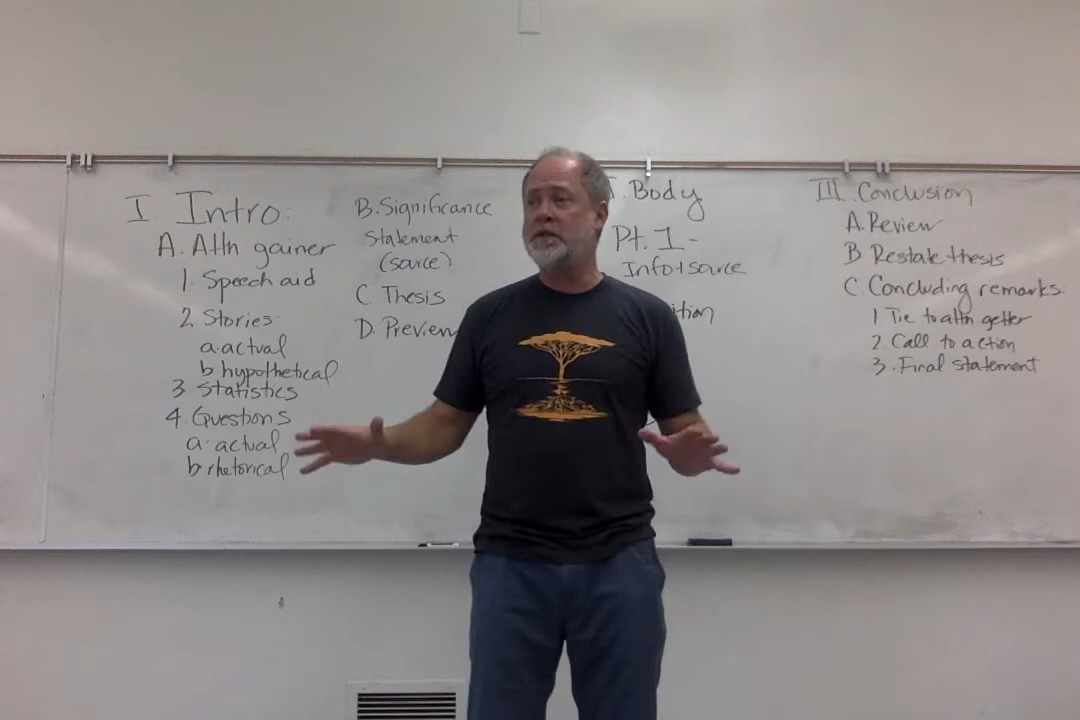 I. Intro:
A. Attn gainer
1. Speech aid
2. Stories:
a. actual
b. hypothetical
3. Statistics
4. Questions
a. actual
b. rhetorical
B. Significance
Statement
(source)
C. Thesis
D. Preview
. Body
Pt. 1 -
Info + source
ition
III. Conclusion
A. Review
B Restate thesis
C. Concluding remarks:
1 Tie to attn getter
2. Call to action
3. Final statement